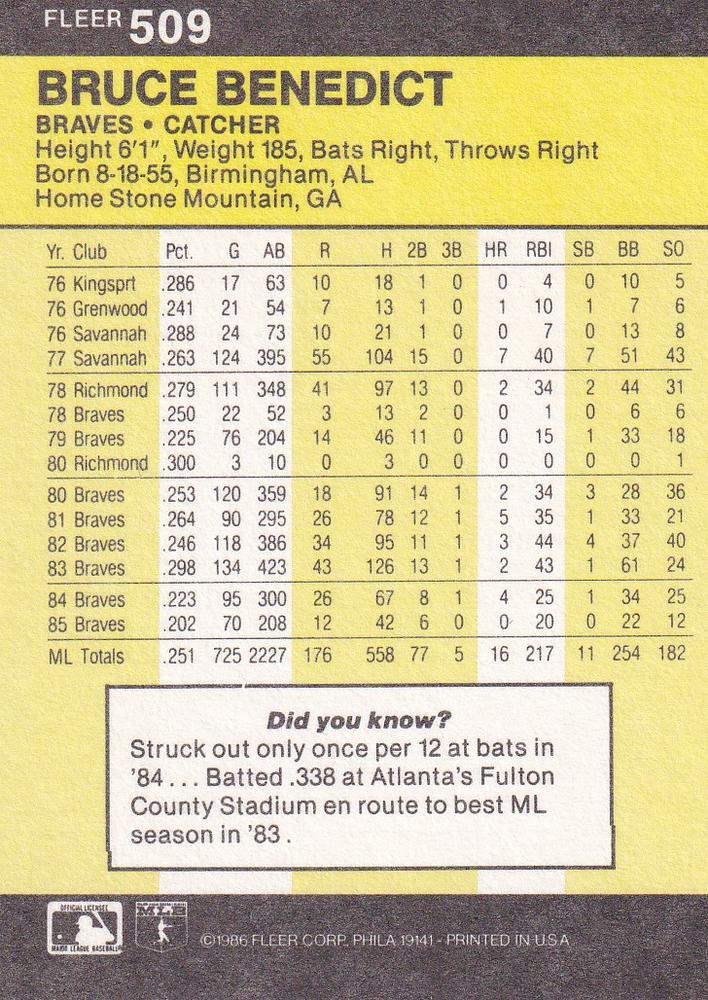 FLEER 509
BRUCE BENEDICT
BRAVES • CATCHER
Height 6'1", Weight 185, Bats Right, Throws Right
Born 8-18-55, Birmingham, AL
Home Stone Mountain, GA
Yr. Club Pct. G AB R H 2B 3B HR RBI SB BB SO
76 Kingsprt .286 17 63 10 18 1 0 0 4 0 10 5
76 Grenwood .241 21 54 7 13 1 0 1 10 1 7 6
76 Savannah .288 24 73 10 21 1 0 0 7 0 13 8
77 Savannah .263 124 395 55 104 15 0 7 40 7 51 43
78 Richmond .279 111 348 41 97 13 0 2 34 2 44 31
78 Braves .250 22 52 3 13 2 0 0 1 0 6 6
79 Braves .225 76 204 14 46 11 0 0 15 1 33 18
80 Richmond .300 3 10 0 3 0 0 0 0 0 0 1
80 Braves .253 120 359 18 91 14 1 2 34 3 28 36
81 Braves .264 90 295 26 78 12 1 5 35 1 33 21
82 Braves .246 118 386 34 95 11 1 3 44 4 37 40
83 Braves .298 134 423 43 126 13 1 2 43 1 61 24
84 Braves .223 95 300 26 67 8 1 4 25 1 34 25
85 Braves .202 70 208 12 42 6 0 0 20 0 22 12
ML Totals .251 725 2227 176 558 77 5 16 217 11 254 182
Did you know?
Struck out only once per 12 at bats in
'84 . . . Batted .338 at Atlanta's Fulton
County Stadium en route to best ML
season in '83 .
OFFICIAL LICENSEE
MAJOR LEAGUE BASEBALL
MLB
©1986 FLEER CORP. PHILA 19141 - PRINTED IN U.S.A